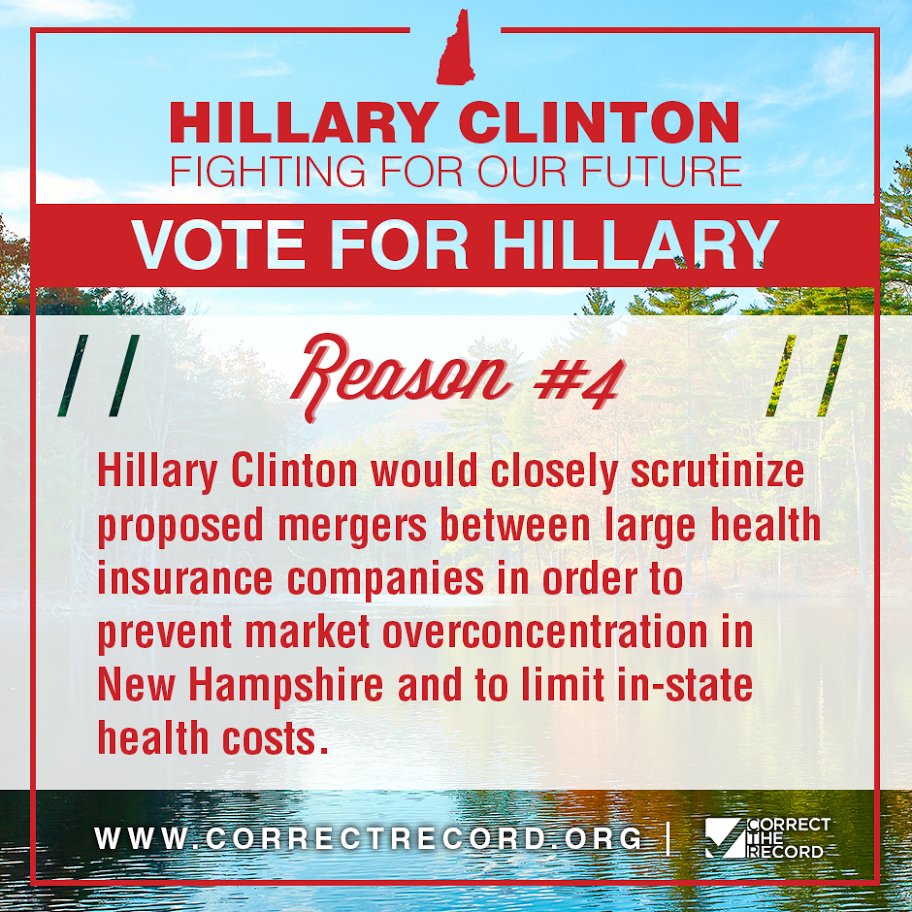 HILLARY CLINTON
FIGHTING FOR OUR FUTURE
VOTE FOR HILLARY
Reason #4
Hillary Clinton would closely scrutinize
proposed mergers between large health
insurance companies in order to
prevent market overconcentration in
New Hampshire and to limit in-state
health costs.
WWW.CORRECTRECORD.ORG |
CORRECT
THE
RECORD